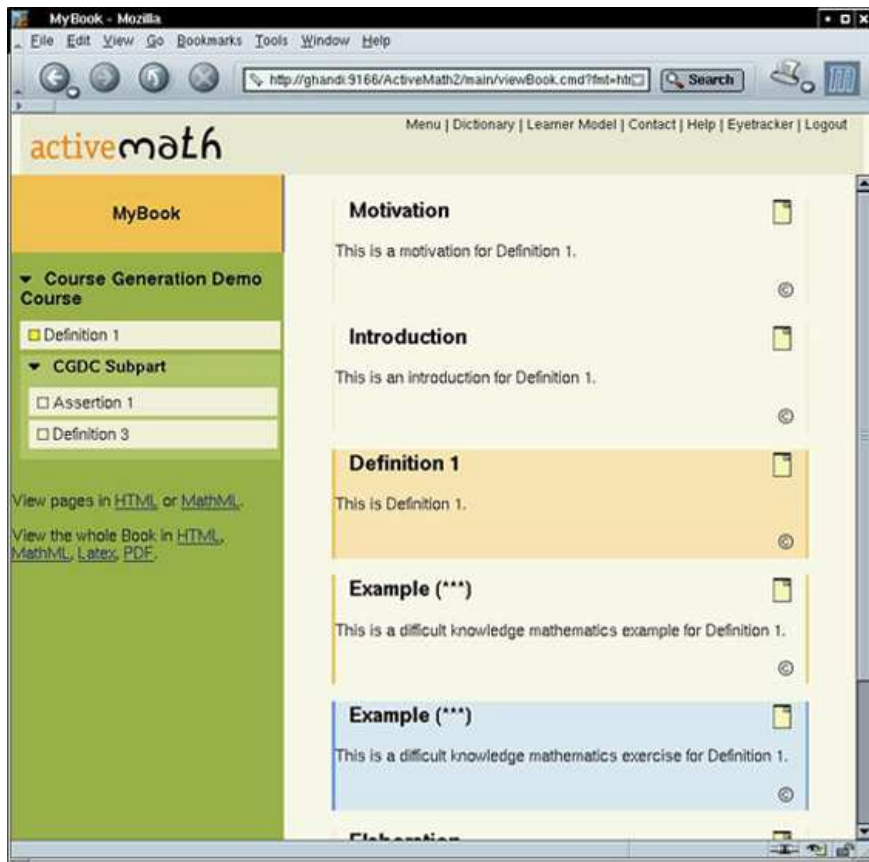 MyBook - Mozilla
File Edit View Go Bookmarks Tools Window Help
http://ghandi:9166/ActiveMath2/main/viewBook.cmd?fmt=htm
Search
Menu | Dictionary | Learner Model | Contact | Help | Eyetracker | Logout
activemath
MyBook
Course Generation Demo
Course
Definition 1
CGDC Subpart
Assertion 1
Definition 3
View pages in HTML or MathML.
View the whole Book in HTML,
MathML, Latex, PDF.
Motivation
This is a motivation for Definition 1.
©
Introduction
This is an introduction for Definition 1.
©
Definition 1
This is Definition 1.
©
Example (***)
This is a difficult knowledge mathematics example for Definition 1.
©
Example (***)
This is a difficult knowledge mathematics exercise for Definition 1.
©
Elaboration